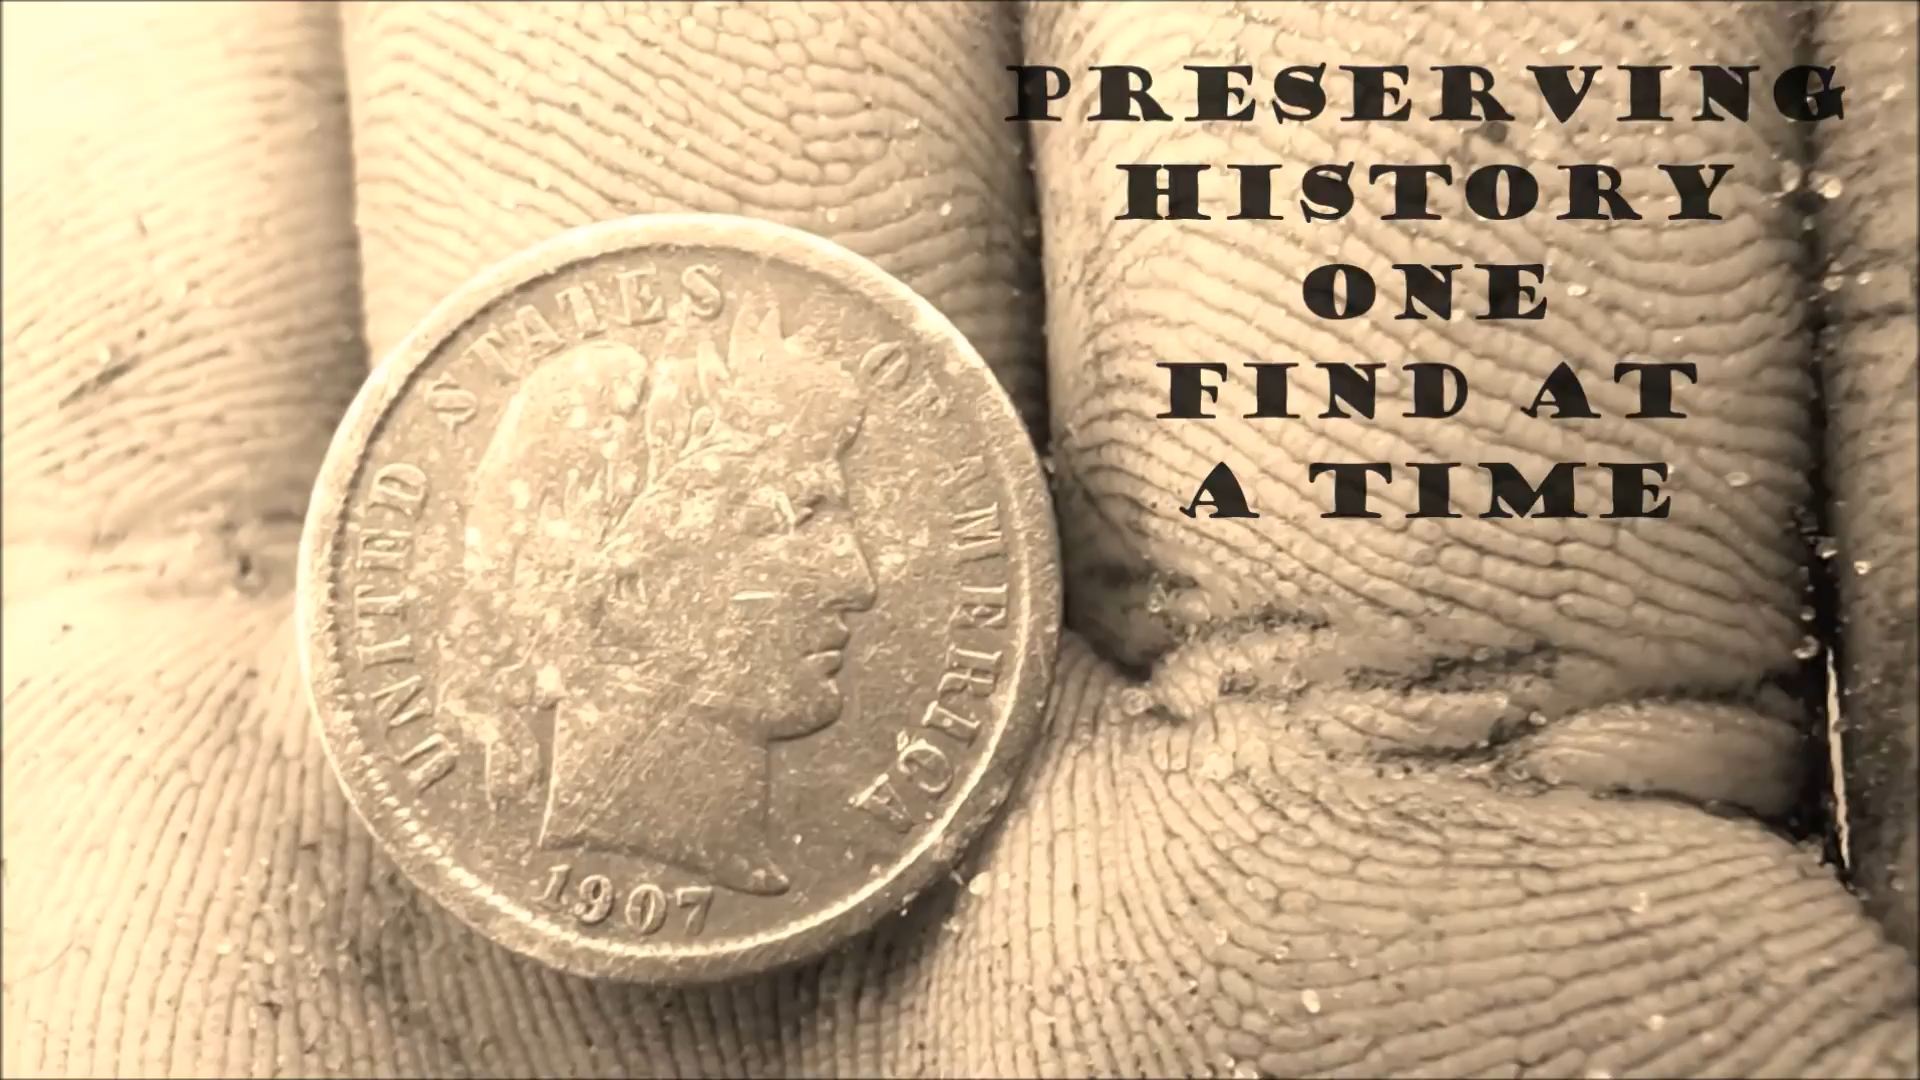 PRESERVING
HISTORY
ONE
FIND AT
A TIME
UNITED STATES OF AMERICA
1907